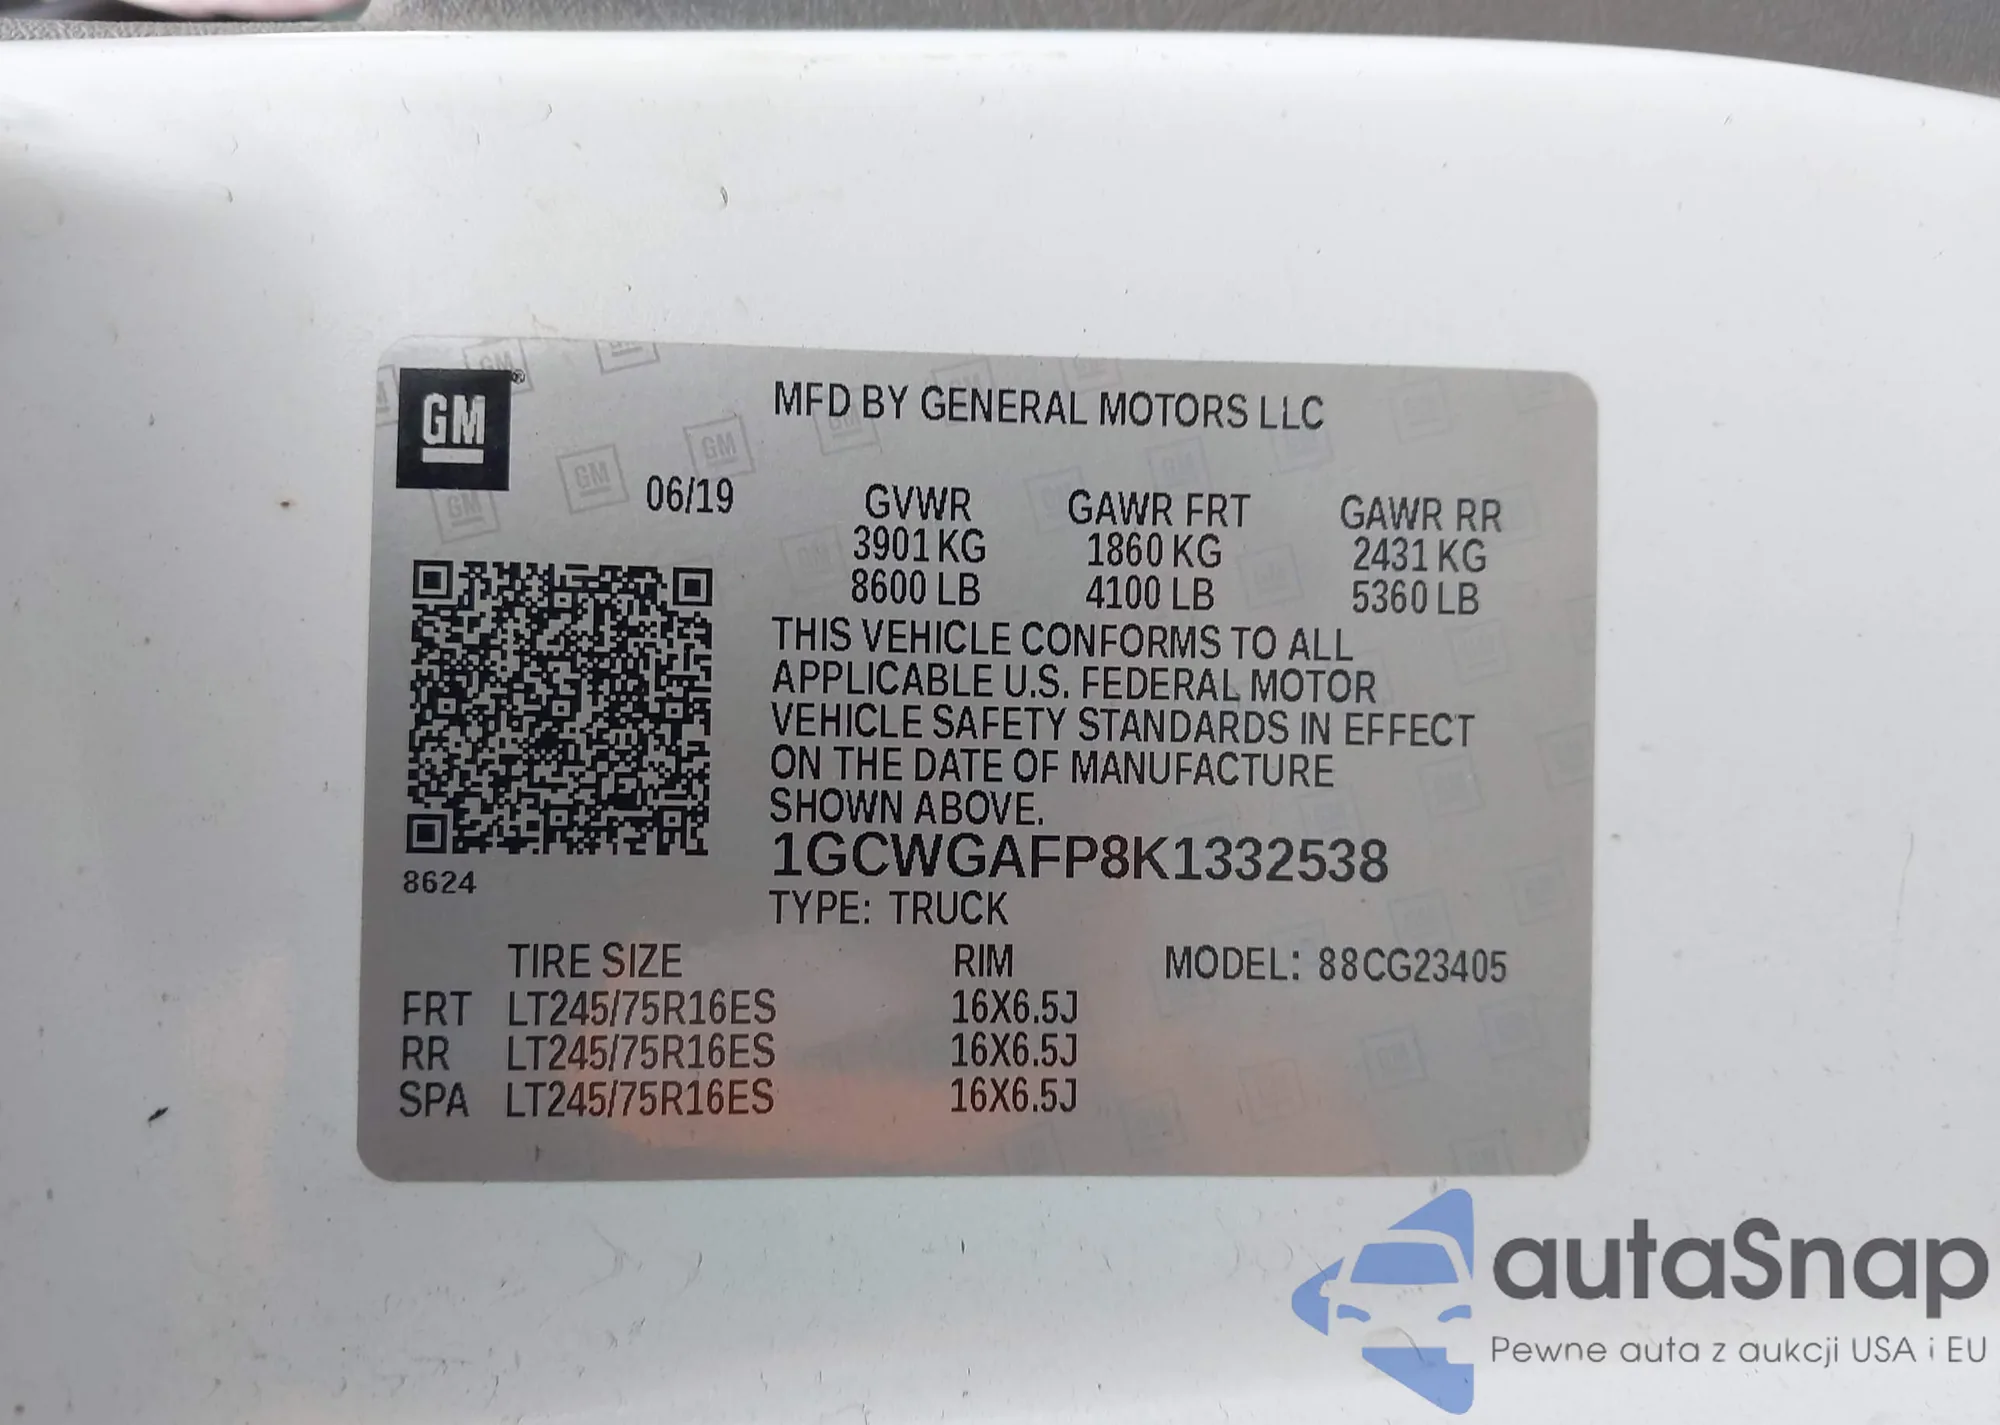 GM
MFD BY GENERAL MOTORS LLC
06/19
GVWR GAWR FRT GAWR RR
3901 KG 1860 KG 2431 KG
8600 LB 4100 LB 5360 LB
THIS VEHICLE CONFORMS TO ALL
APPLICABLE U.S. FEDERAL MOTOR
VEHICLE SAFETY STANDARDS IN EFFECT
ON THE DATE OF MANUFACTURE
SHOWN ABOVE.
1GCWGAFP8K1332538
8624
TYPE: TRUCK
TIRE SIZE RIM MODEL: 88CG23405
FRT LT245/75R16ES 16X6.5J
RR LT245/75R16ES 16X6.5J
SPA LT245/75R16ES 16X6.5J
autaSnap
Pewne auta z aukcji USA i EU